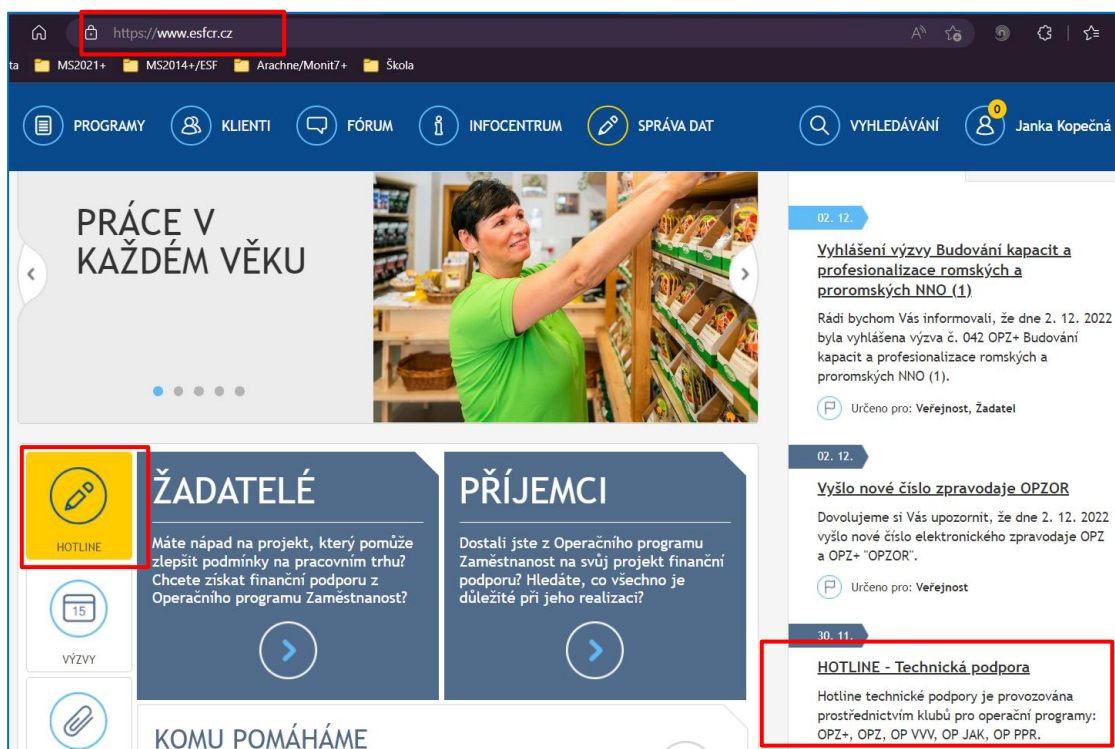 https://www.esfcr.cz
ta MS2021+ MS2014+/ESF Arachne/Monit7+ Škola
PROGRAMY KLIENTI FÓRUM INFOCENTRUM SPRÁVA DAT VYHLEDÁVÁNÍ 0 Janka Kopečná
PRÁCE V
KAŽDÉM VĚKU
HOTLINE
15
VÝZVY
ŽADATELÉ
Máte nápad na projekt, který pomůže
zlepšit podmínky na pracovním trhu?
Chcete získat finanční podporu z
Operačního programu Zaměstnanost?
PŘÍJEMCI
Dostali jste z Operačního programu
Zaměstnanost na svůj projekt finanční
podporu? Hledáte, co všechno je
důležité při jeho realizaci?
KOMU POMÁHÁME
02. 12.
Vyhlášení výzvy Budování kapacit a
profesionalizace romských a
proromských NNO (1)
Rádi bychom Vás informovali, že dne 2. 12. 2022
byla vyhlášena výzva č. 042 OPZ+ Budování
kapacit a profesionalizace romských a
proromských NNO (1).
Určeno pro: Veřejnost, Žadatel
02. 12.
Vyšlo nové číslo zpravodaje OPZOR
Dovolujeme si Vás upozornit, že dne 2. 12. 2022
vyšlo nové číslo elektronického zpravodaje OPZ
a OPZ+ "OPZOR".
Určeno pro: Veřejnost
30. 11.
HOTLINE - Technická podpora
Hotline technické podpory je provozována
prostřednictvím klubů pro operační programy:
OPZ+, OPZ, OP VVV, OP JAK, OP PPR.